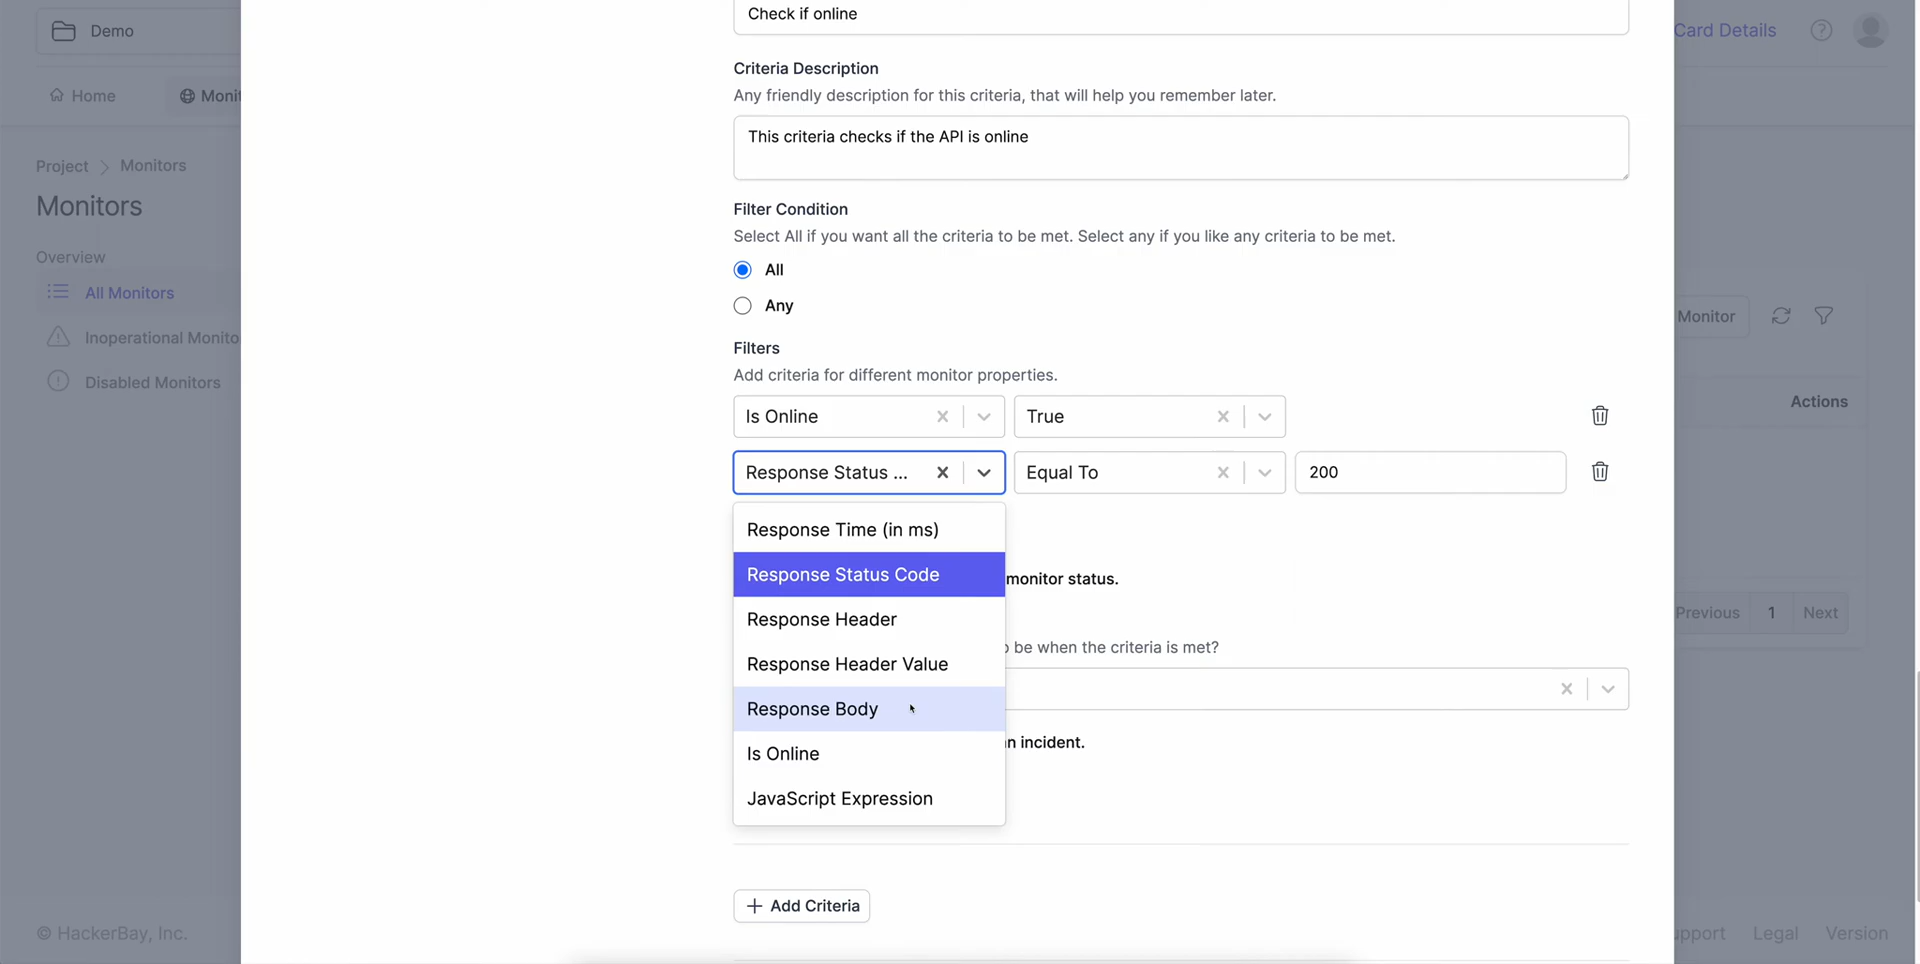 Check if online
Demo
Card Details
Criteria Description
Any friendly description for this criteria, that will help you remember later.
Home
Monit
This criteria checks if the API is online
Project
Monitors
Monitors
Filter Condition
Select All if you want all the criteria to be met. Select any if you like any criteria to be met.
Overview
All
All Monitors
Any
Monitor
Inoperational Monito
Filters
Add criteria for different monitor properties.
Disabled Monitors
Actions
Is Online
True
Response Status ...
Equal To
200
Response Time (in ms)
Response Status Code
monitor status.
Response Header
Previous
1
Next
o be when the criteria is met?
Response Header Value
Response Body
n incident.
Is Online
JavaScript Expression
+ Add Criteria
© HackerBay, Inc.
upport
Legal
Version